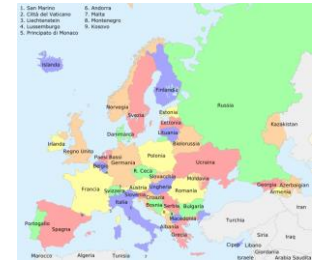 1. San Marino
2. Città del Vaticano
3. Liechtenstein
4. Lussemburgo
5. Principato di Monaco
6. Andorra
7. Malta
8. Montenegro
9. Kosovo
Islanda
Finlandia
Norvegia
Svezia
Russia
Estonia
Lettonia
Lituania
Danimarca
Irlanda
Regno Unito
Paesi Bassi
Belgio
Germania
Polonia
Bielorussia
Kazakistan
Ucraina
R. Ceca
Slovacchia
Moldavia
Francia
Svizzera
Austria
Ungheria
Romania
Slovenia
Croazia
Bosnia
Serbia
Bulgaria
Italia
Macedonia
Albania
Grecia
Georgia
Armenia
Azerbaigian
Portogallo
Spagna
Turchia
Cipro
Siria
Libano
Israele
Iraq
Iran
Giordania
Arabia Saudita
Marocco
Algeria
Tunisia